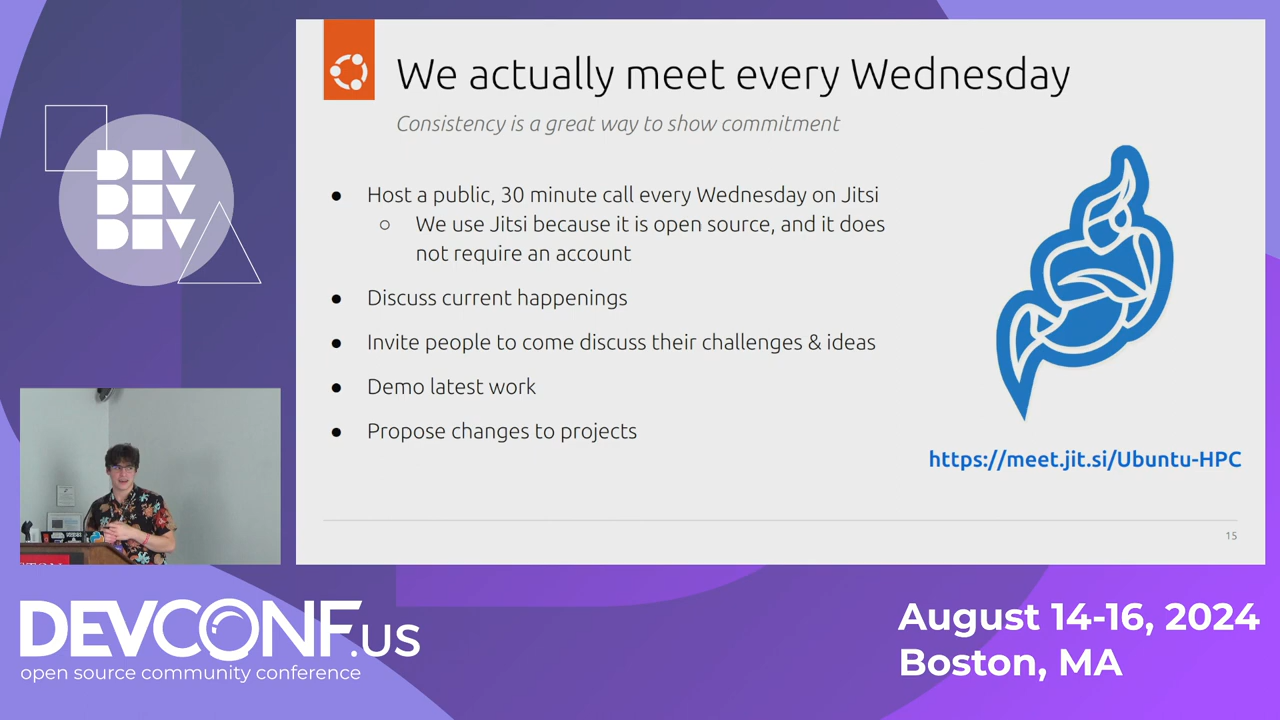 We actually meet every Wednesday
Consistency is a great way to show commitment
● Host a public, 30 minute call every Wednesday on Jitsi
○ We use Jitsi because it is open source, and it does
not require an account
● Discuss current happenings
● Invite people to come discuss their challenges & ideas
● Demo latest work
● Propose changes to projects
https://meet.jit.si/Ubuntu-HPC
15
DEV
DEV
DEV
DEVCONF.US
open source community conference
August 14-16, 2024
Boston, MA